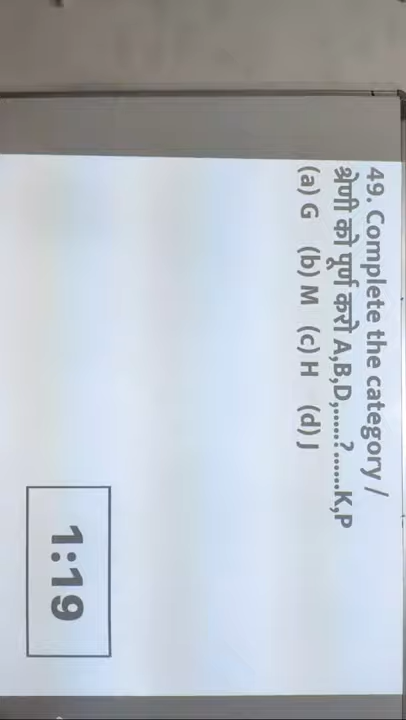 49. Complete the category /
श्रेणी को पूर्ण करो A,B,D,.....?......K,P
(a) G (b) M (c) H (d) J
1:19